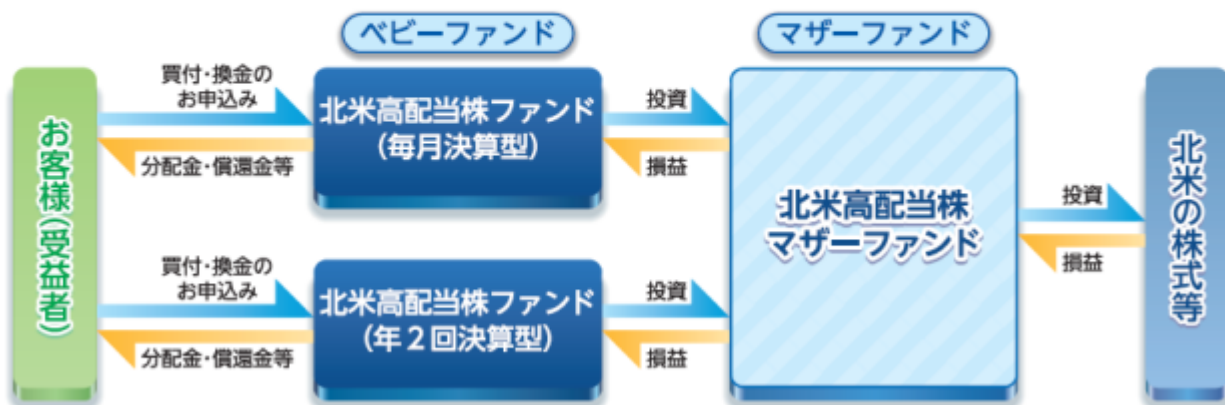 ベビーファンド
マザーファンド
お客様(受益者)
買付・換金の
お申込み
分配金・償還金等
北米高配当株ファンド
(毎月決算型)
投資
損益
買付・換金の
お申込み
分配金・償還金等
北米高配当株ファンド
(年2回決算型)
投資
損益
北米高配当株
マザーファンド
投資
損益
北米の株式等